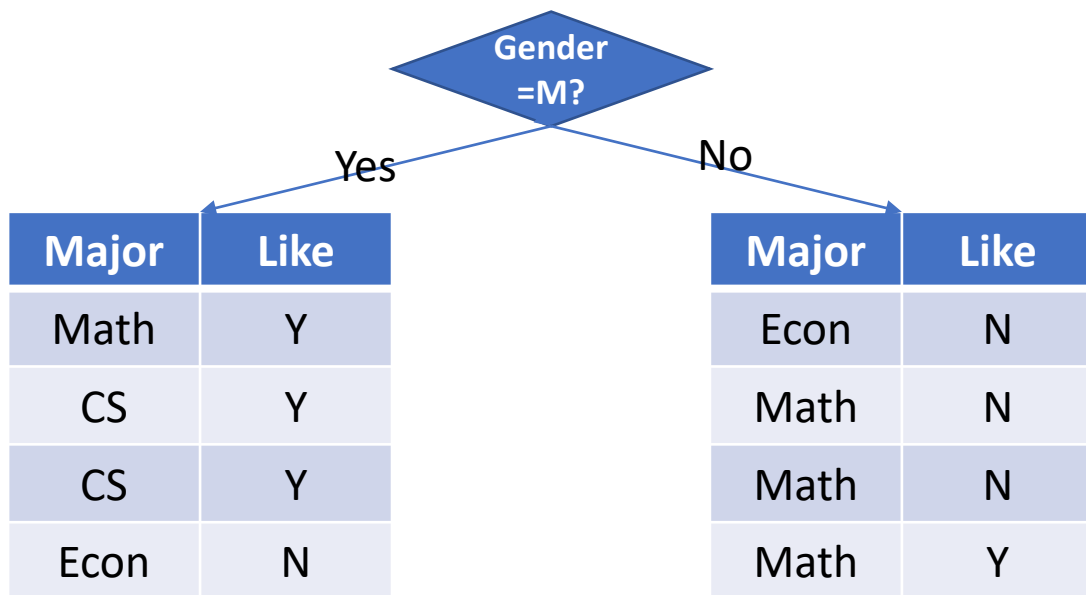 Gender
=M?
Yes
No
Major Like
Math Y
CS Y
CS Y
Econ N
Major Like
Econ N
Math N
Math N
Math Y